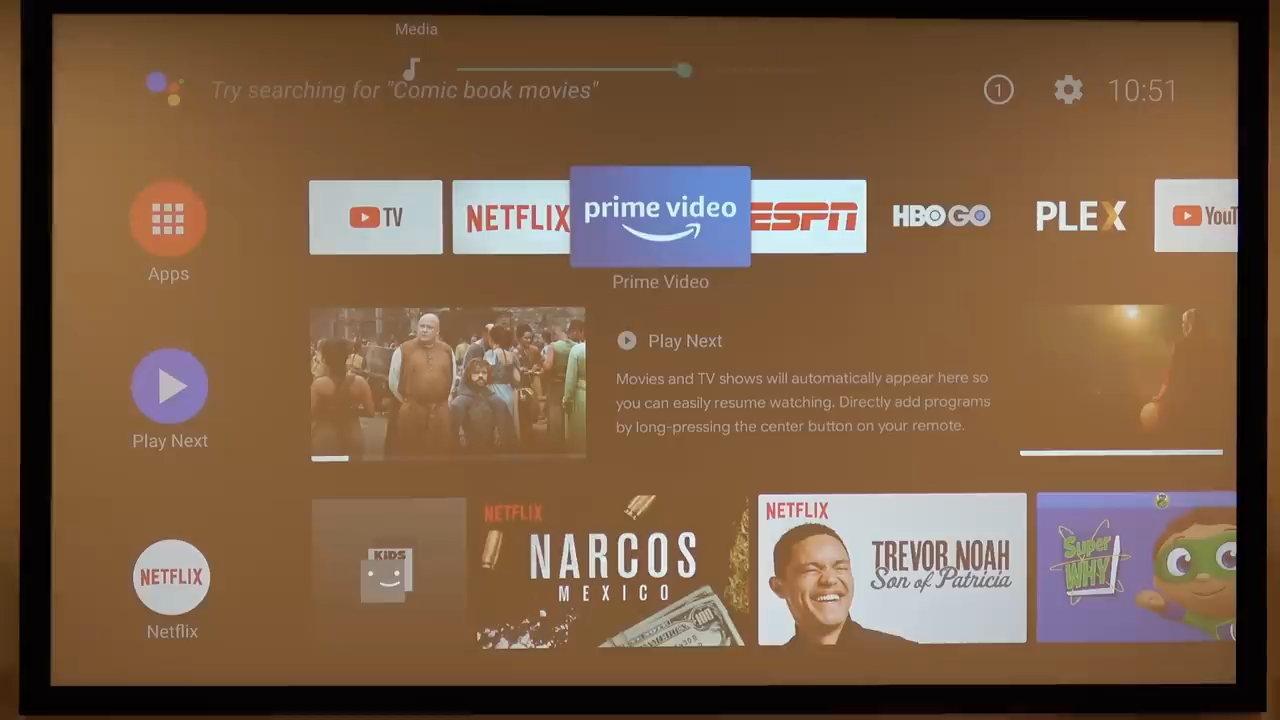 Media
Try searching for "Comic book movies"
1
10:51
TV
NETFLIX
prime video
ESPN
HBO GO
PLEX
YouT
Apps
Prime Video
Play Next
Movies and TV shows will automatically appear here so
you can easily resume watching. Directly add programs
by long-pressing the center button on your remote.
Play Next
KIDS
NETFLIX
NARCOS
MEXICO
100
NETFLIX
TREVOR NOAH
Son of Patricia
Super
WHY!
NETFLIX
Netflix